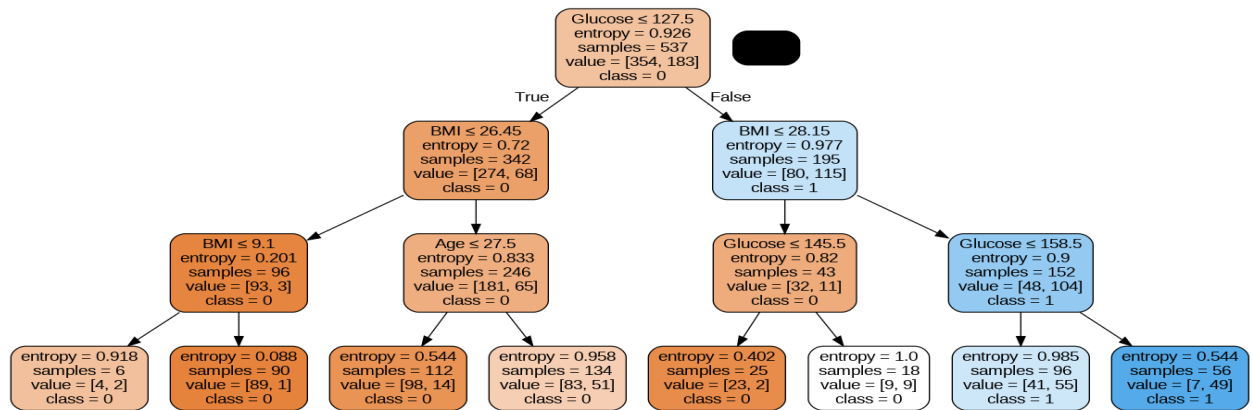 Glucose ≤ 127.5
entropy = 0.926
samples = 537
value = [354, 183]
class = 0
True
False
BMI ≤ 26.45
entropy = 0.72
samples = 342
value = [274, 68]
class = 0
BMI ≤ 28.15
entropy = 0.977
samples = 195
value = [80, 115]
class = 1
BMI ≤ 9.1
entropy = 0.201
samples = 96
value = [93, 3]
class = 0
Age ≤ 27.5
entropy = 0.833
samples = 246
value = [181, 65]
class = 0
Glucose ≤ 145.5
entropy = 0.82
samples = 43
value = [32, 11]
class = 0
Glucose ≤ 158.5
entropy = 0.9
samples = 152
value = [48, 104]
class = 1
entropy = 0.918
samples = 6
value = [4, 2]
class = 0
entropy = 0.088
samples = 90
value = [89, 1]
class = 0
entropy = 0.544
samples = 112
value = [98, 14]
class = 0
entropy = 0.958
samples = 134
value = [83, 51]
class = 0
entropy = 0.402
samples = 25
value = [23, 2]
class = 0
entropy = 1.0
samples = 18
value = [9, 9]
class = 0
entropy = 0.985
samples = 96
value = [41, 55]
class = 1
entropy = 0.544
samples = 56
value = [7, 49]
class = 1